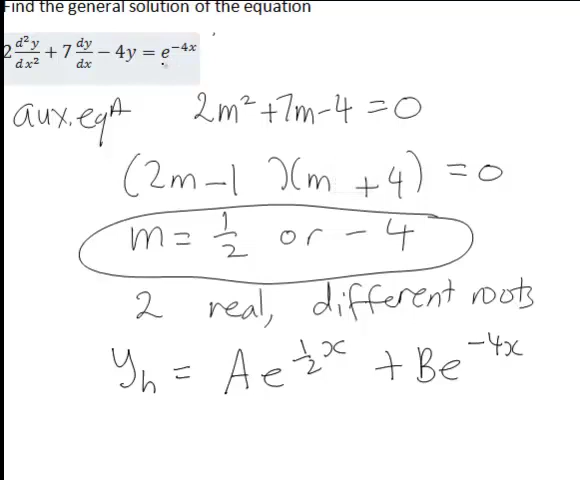 Find the general solution of the equation
2 d²y/dx² + 7 dy/dx − 4y = e⁻⁴ˣ
aux. eqⁿ 2m² + 7m − 4 = 0
(2m − 1)(m + 4) = 0
m = 1/2 or − 4
2 real, different roots
yₕ = Ae^(1/2 x) + Be^(−4x)